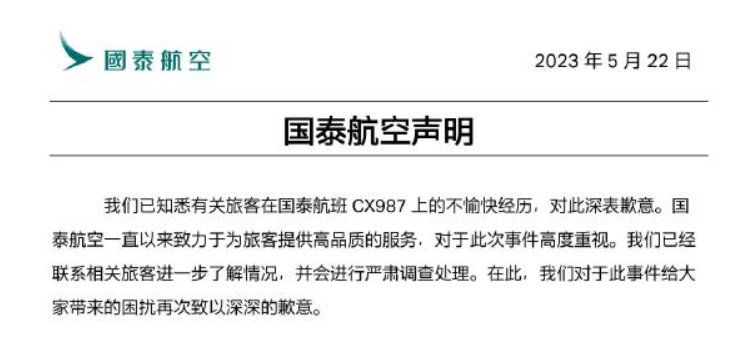 國泰航空
2023 年 5 月 22 日
国泰航空声明
我们已知悉有关旅客在国泰航班 CX987 上的不愉快经历，对此深表歉意。国
泰航空一直以来致力于为旅客提供高品质的服务，对于此次事件高度重视。我们已经
联系相关旅客进一步了解情况，并会进行严肃调查处理。在此，我们对于此事件给大
家带来的困扰再次致以深深的歉意。